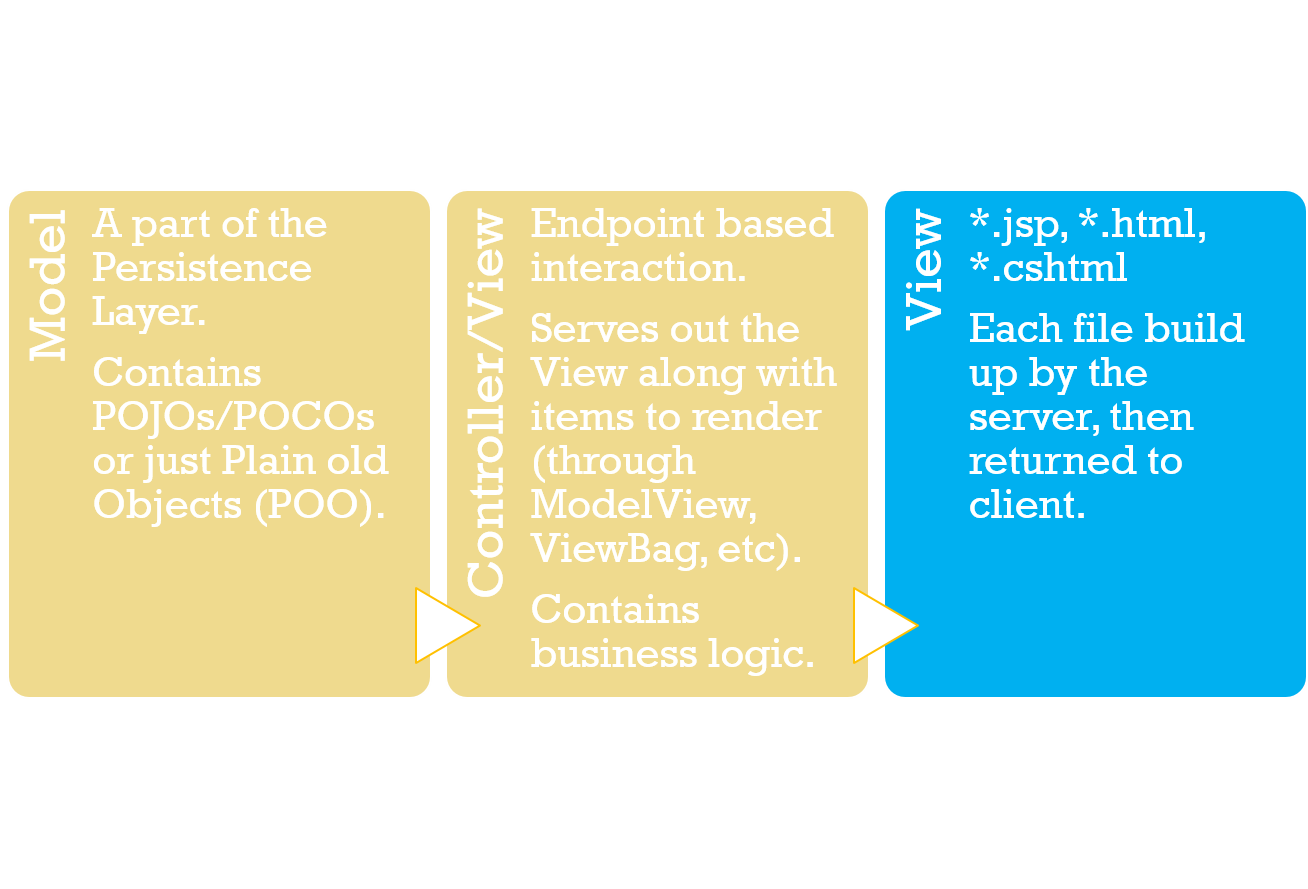 Model
A part of the
Persistence
Layer.
Contains
POJOs/POCOs
or just Plain old
Objects (POO).
Controller/View
Endpoint based
interaction.
Serves out the
View along with
items to render
(through
ModelView,
ViewBag, etc).
Contains
business logic.
View
*.jsp, *.html,
*.cshtml
Each file build
up by the
server, then
returned to
client.